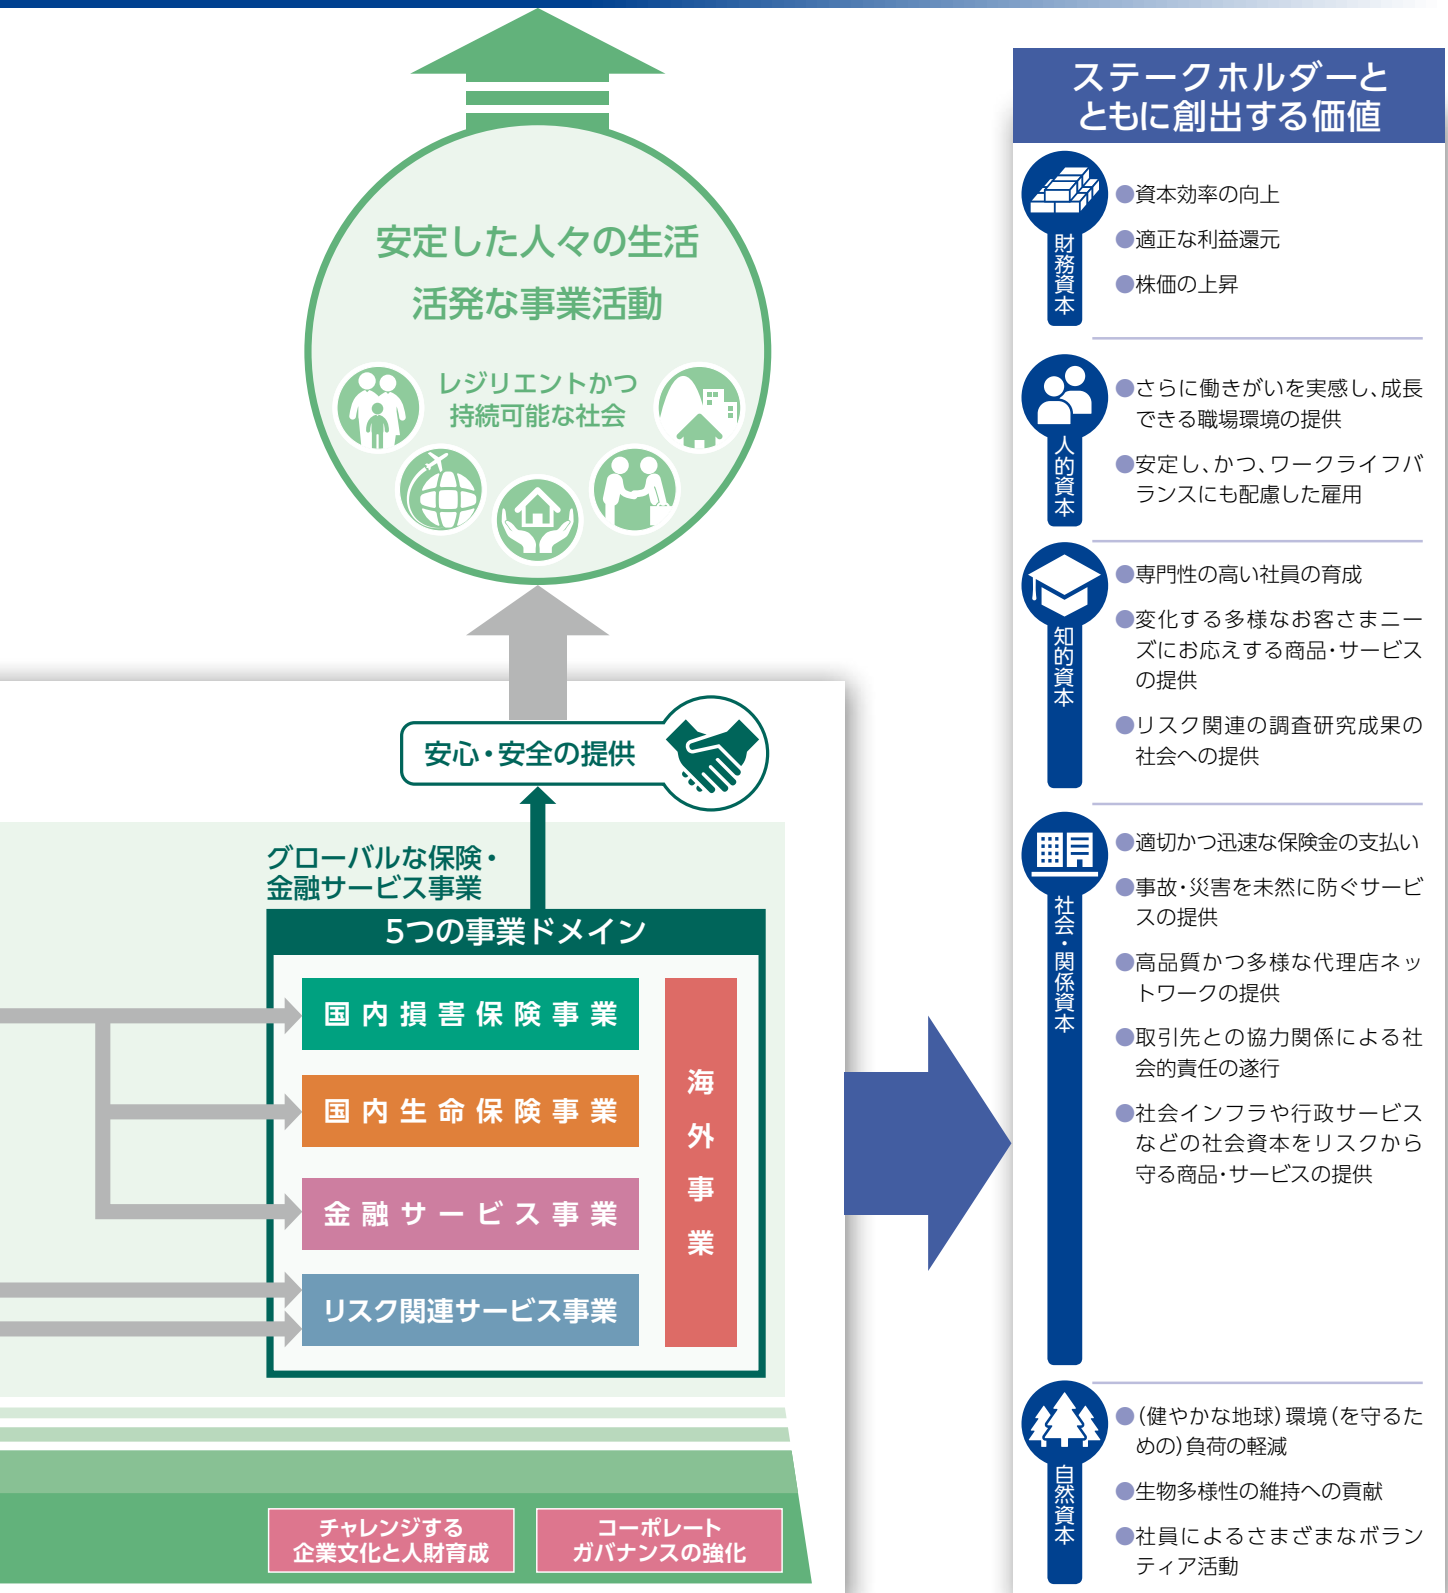 安定した人々の生活
活発な事業活動
レジリエントかつ
持続可能な社会
安心・安全の提供
グローバルな保険・
金融サービス事業
5つの事業ドメイン
国内損害保険事業
国内生命保険事業
金融サービス事業
リスク関連サービス事業
海外事業
チャレンジする
企業文化と人財育成
コーポレート
ガバナンスの強化
ステークホルダーと
ともに創出する価値
財務資本
●資本効率の向上
●適正な利益還元
●株価の上昇
人的資本
●さらに働きがいを実感し、成長
できる職場環境の提供
●安定し、かつ、ワークライフバ
ランスにも配慮した雇用
知的資本
●専門性の高い社員の育成
●変化する多様なお客さまニー
ズにお応えする商品・サービス
の提供
●リスク関連の調査研究成果の
社会への提供
社会・関係資本
●適切かつ迅速な保険金の支払い
●事故・災害を未然に防ぐサービ
スの提供
●高品質かつ多様な代理店ネッ
トワークの提供
●取引先との協力関係による社
会的責任の遂行
●社会インフラや行政サービス
などの社会資本をリスクから
守る商品・サービスの提供
自然資本
●(健やかな地球)環境(を守るた
めの)負荷の軽減
●生物多様性の維持への貢献
●社員によるさまざまなボラン
ティア活動